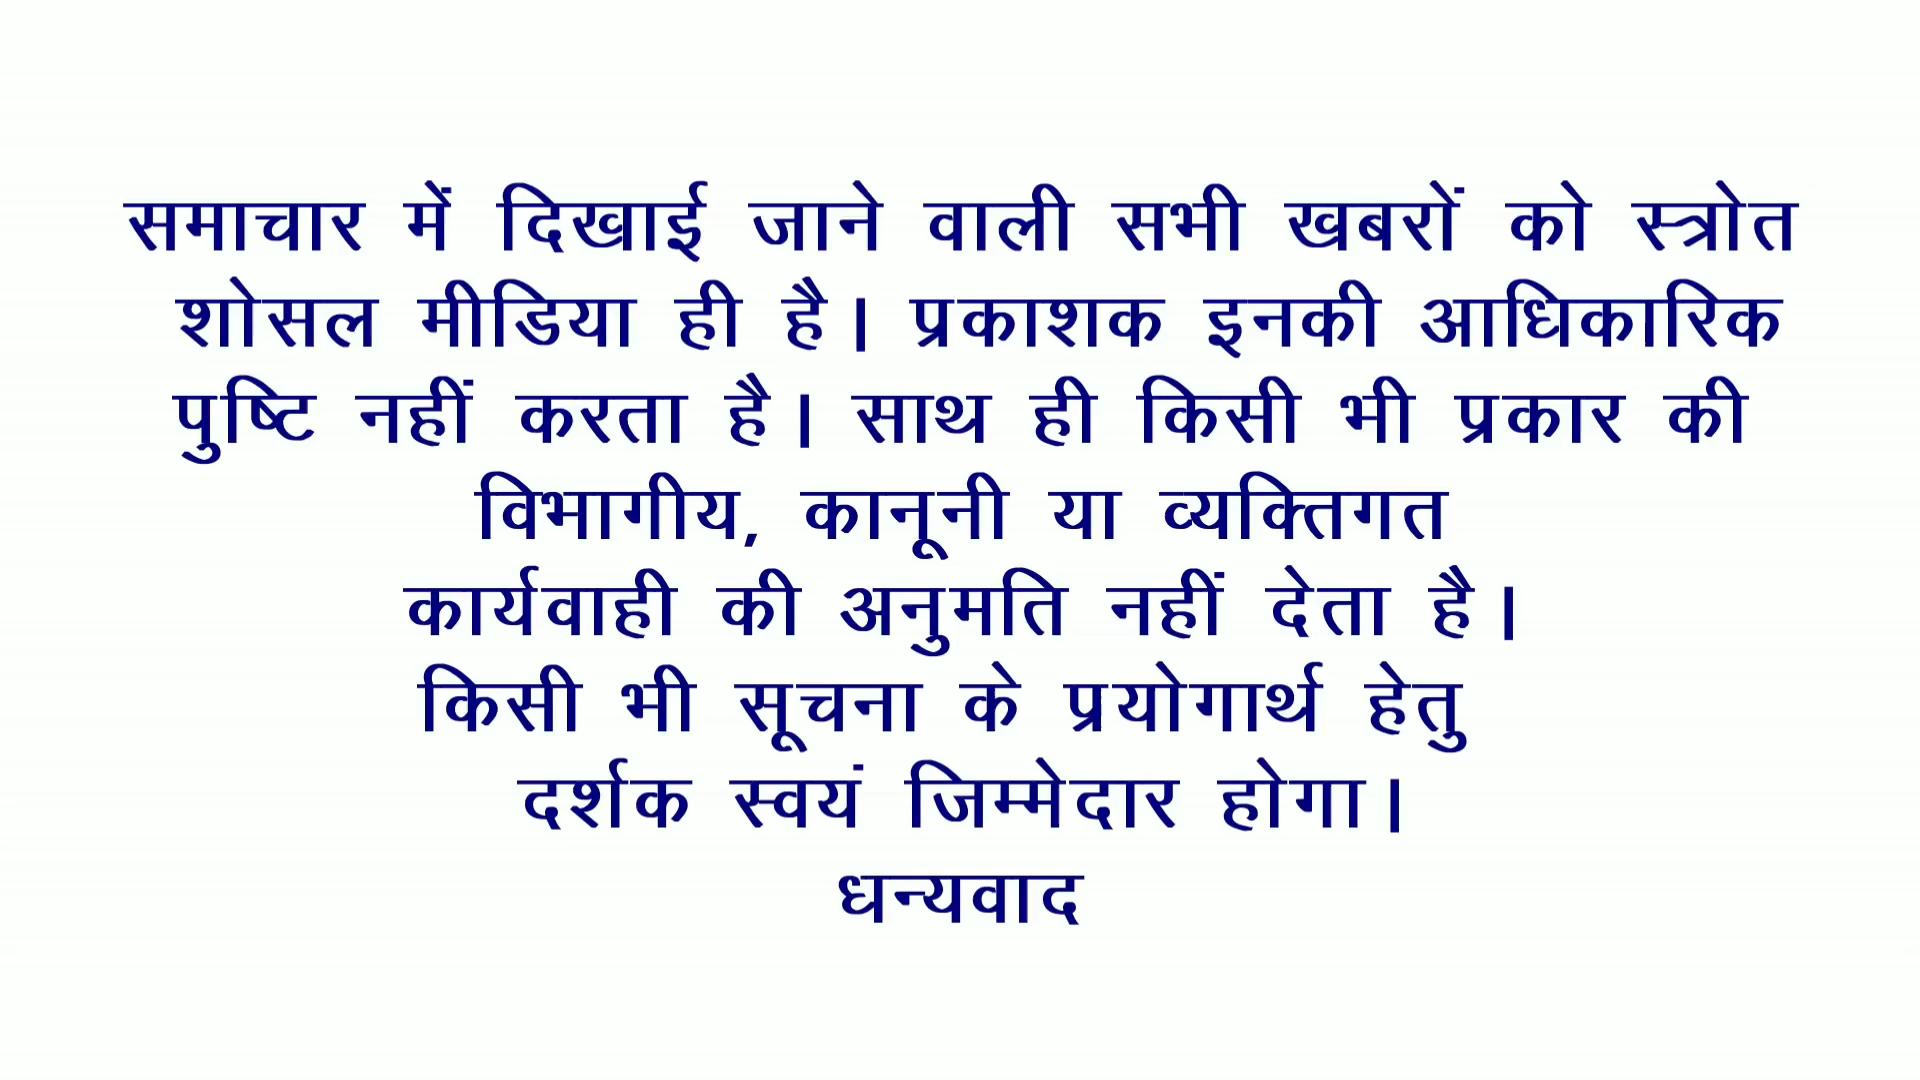 समाचार में दिखाई जाने वाली सभी खबरों को स्त्रोत
शोसल मीडिया ही है। प्रकाशक इनकी आधिकारिक
पुष्टि नहीं करता है। साथ ही किसी भी प्रकार की
विभागीय, कानूनी या व्यक्तिगत
कार्यवाही की अनुमति नहीं देता है।
किसी भी सूचना के प्रयोगार्थ हेतु
दर्शक स्वयं जिम्मेदार होगा।
धन्यवाद